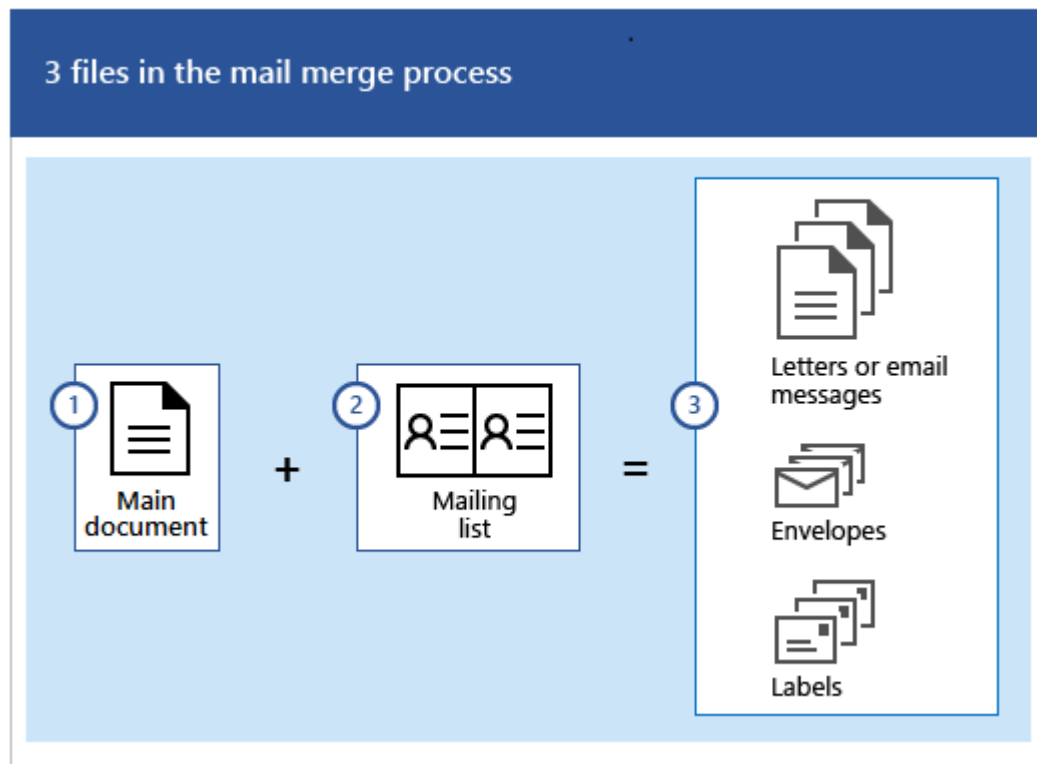 3 files in the mail merge process
1
Main
document
+
2
Mailing
list
=
3
Letters or email
messages
Envelopes
Labels